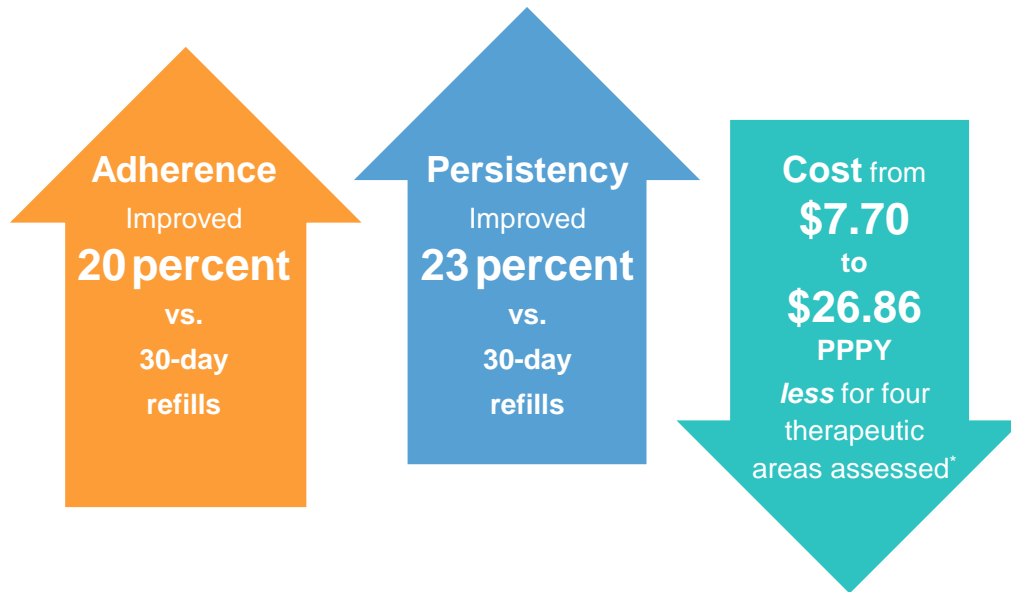 Adherence
Improved
20 percent
vs.
30-day
refills
Persistency
Improved
23 percent
vs.
30-day
refills
Cost from
$7.70
to
$26.86
PPPY
less for four
therapeutic
areas assessed*